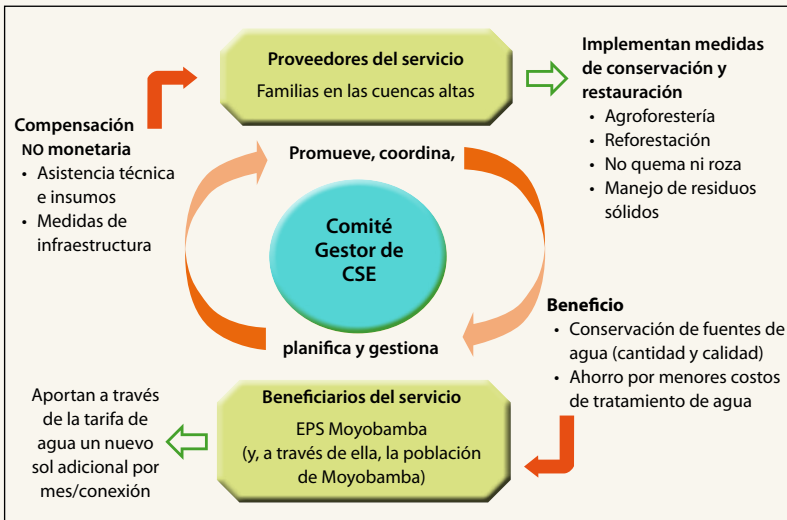 Proveedores del servicio
Familias en las cuencas altas
Implementan medidas
de conservación y
restauración
• Agroforestería
• Reforestación
• No quema ni roza
• Manejo de residuos
sólidos
Compensación
NO monetaria
• Asistencia técnica
e insumos
• Medidas de
infraestructura
Promueve, coordina,
Comité
Gestor de
CSE
planifica y gestiona
Beneficio
• Conservación de fuentes de
agua (cantidad y calidad)
• Ahorro por menores costos
de tratamiento de agua
Beneficiarios del servicio
EPS Moyobamba
(y, a través de ella, la población
de Moyobamba)
Aportan a través
de la tarifa de
agua un nuevo
sol adicional por
mes/conexión